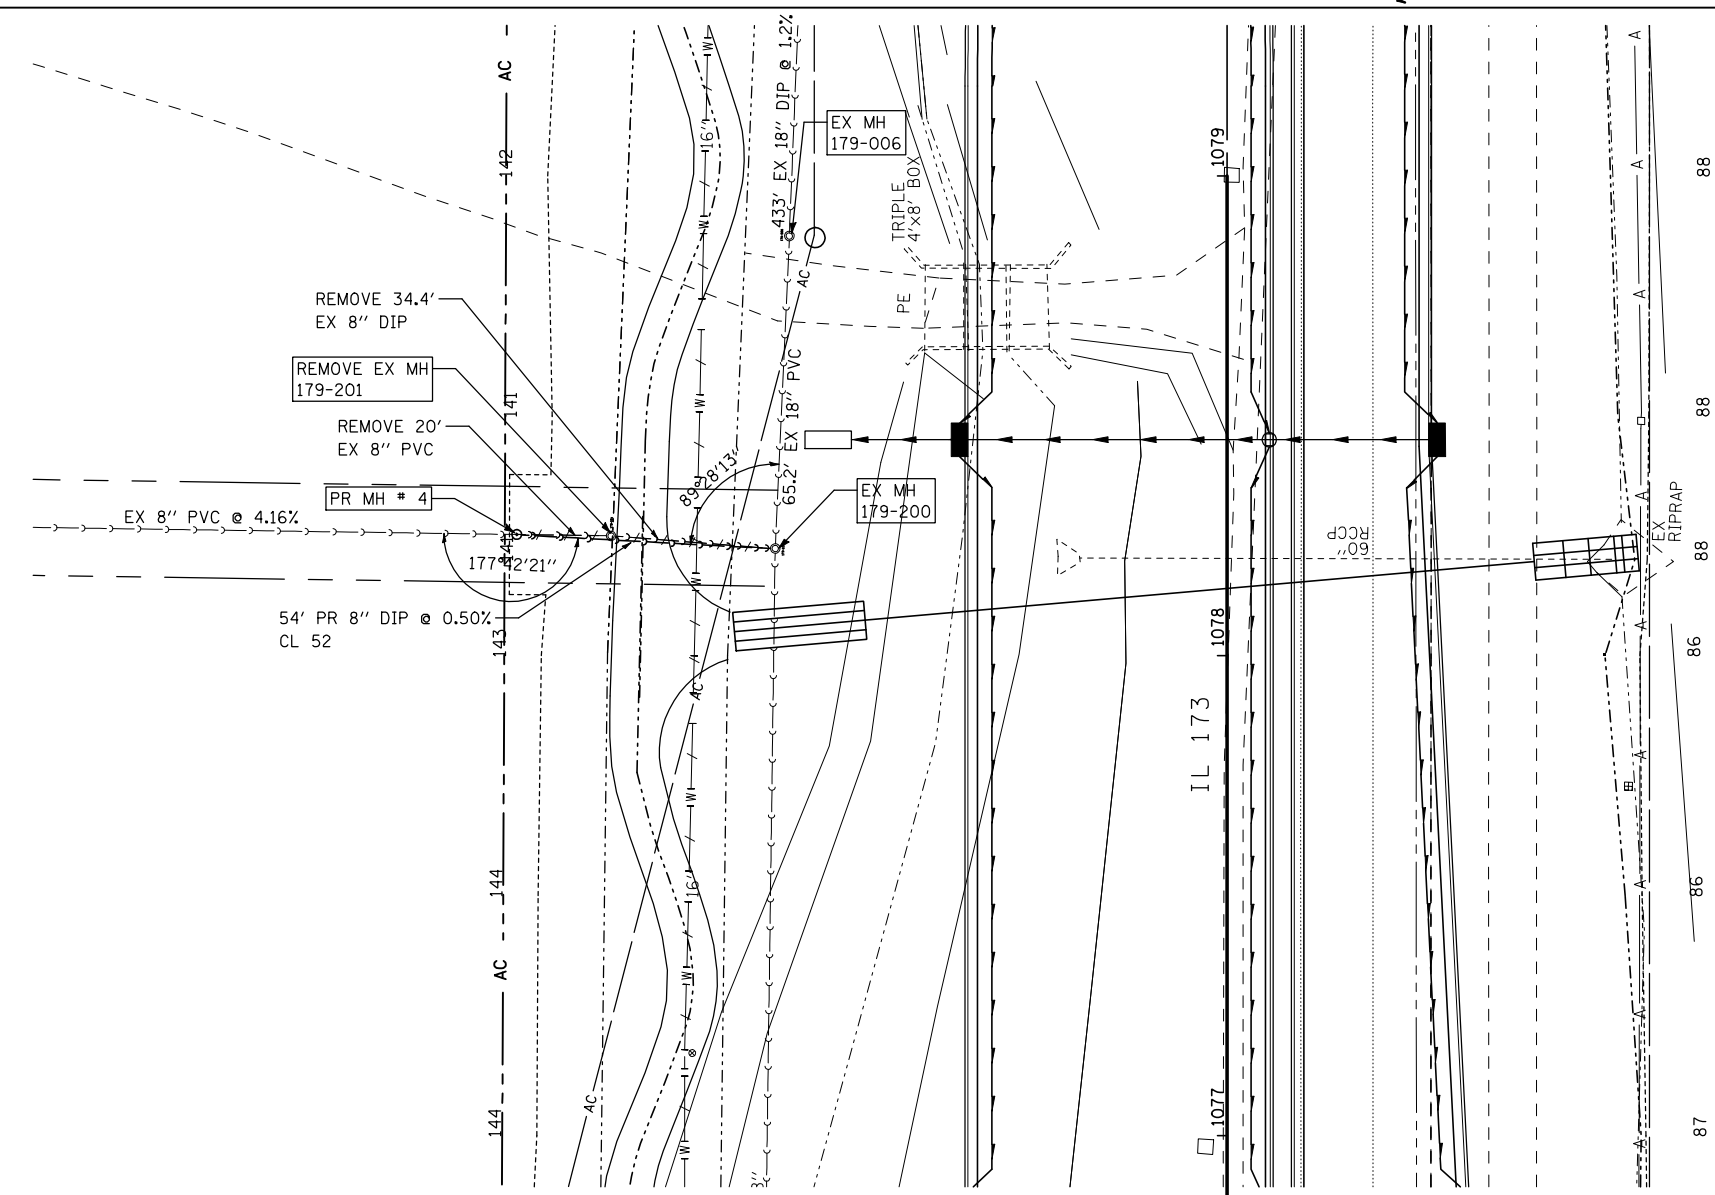 AC
142
16"
W
433' EX 18" DIP @ 1.2%
EX MH
179-006
TRIPLE
4'x8' BOX
1079
A
88
REMOVE 34.4'
EX 8" DIP
AC
PE
REMOVE EX MH
179-201
141
65.2' EX 18" PVC
88
REMOVE 20'
EX 8" PVC
89°28'13"
PR MH # 4
EX MH
179-200
EX 8" PVC @ 4.16%
141
177°42'21"
60"
RCCP
EX
RIPRAP
88
54' PR 8" DIP @ 0.50%
CL 52
143
1078
86
AC
IL 173
144
16"
86
AC
W
AC
144
1077
A
87